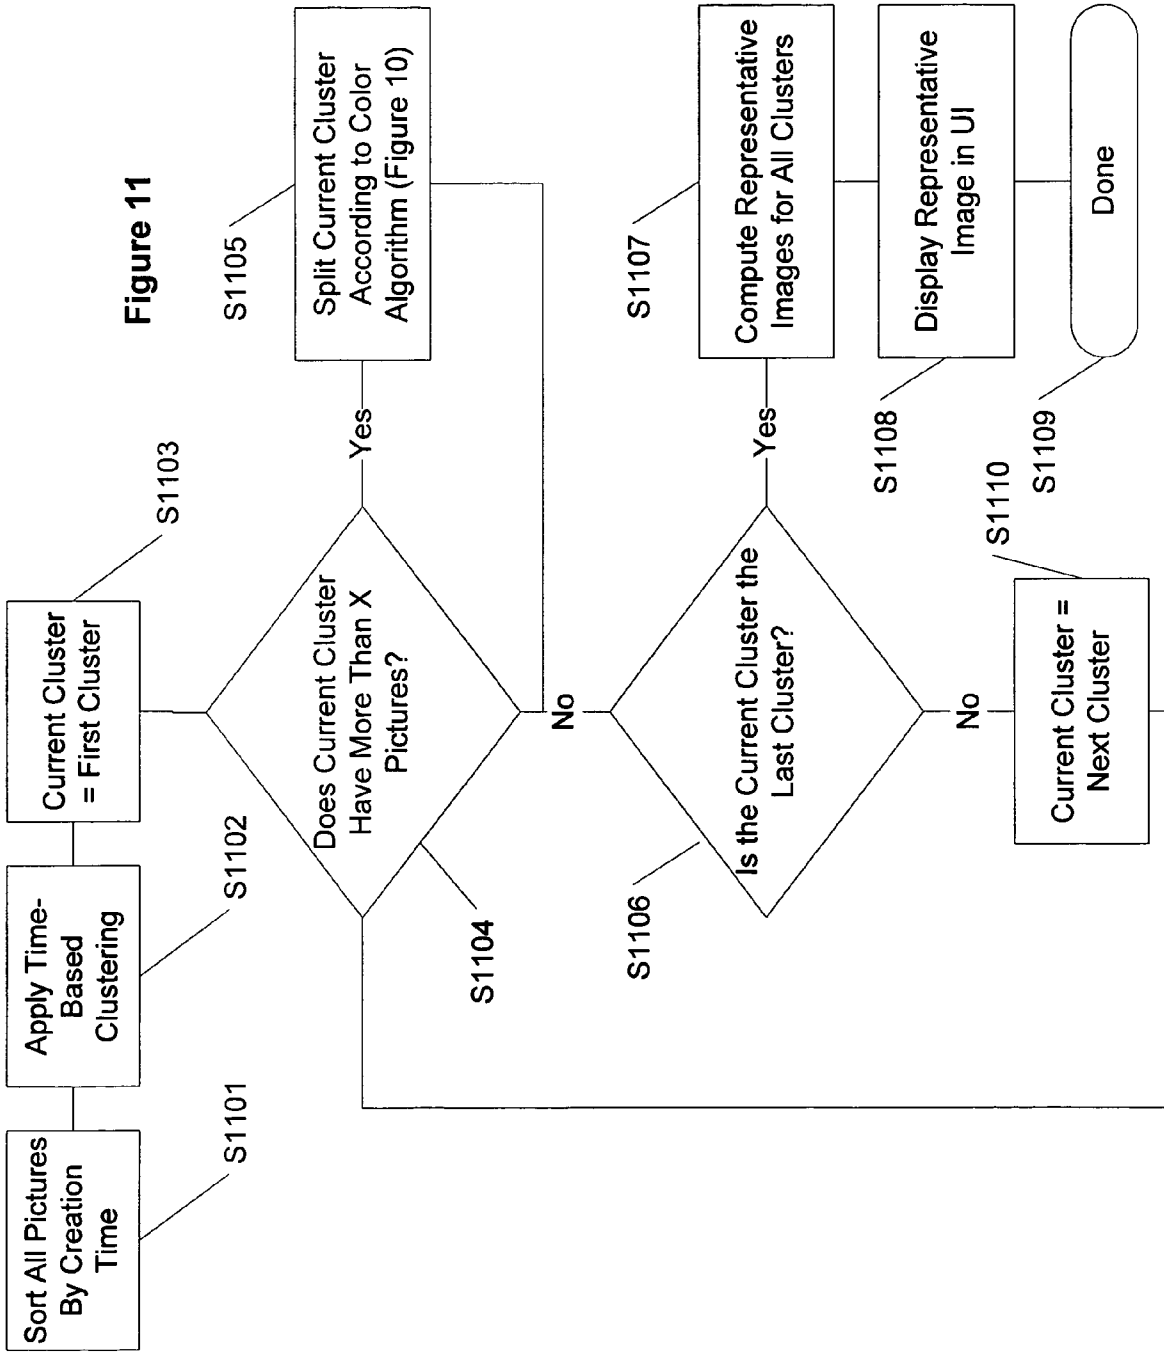 Figure 11
Sort All Pictures
By Creation
Time
S1101
Apply Time-
Based
Clustering
S1102
Current Cluster
= First Cluster
S1103
Does Current Cluster
Have More Than X
Pictures?
S1104
Yes
Split Current Cluster
According to Color
Algorithm (Figure 10)
S1105
No
Is the Current Cluster the
Last Cluster?
S1106
Yes
Compute Representative
Images for All Clusters
S1107
Display Representative
Image in UI
S1108
Done
S1109
No
Current Cluster =
Next Cluster
S1110